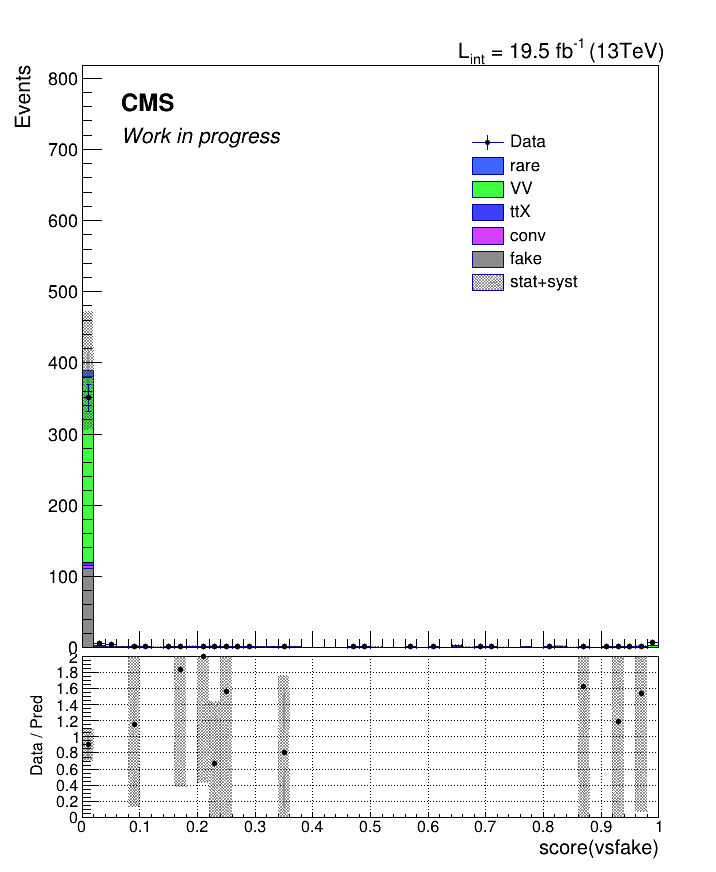 L_int = 19.5 fb^-1 (13TeV)
Events
800
700
600
500
400
300
200
100
0
CMS
Work in progress
Data
rare
VV
ttX
conv
fake
stat+syst
Data / Pred
2
1.8
1.6
1.4
1.2
1
0.8
0.6
0.4
0.2
0
0 0.1 0.2 0.3 0.4 0.5 0.6 0.7 0.8 0.9 1
score(vsfake)